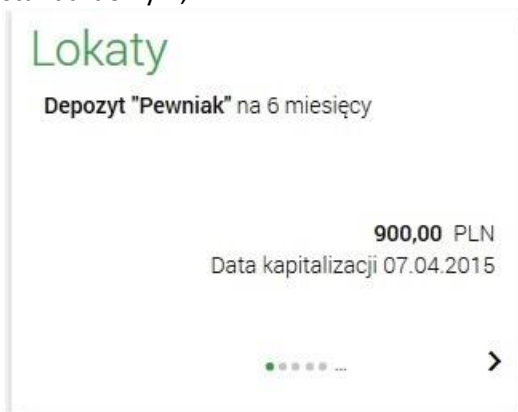 Lokaty
Depozyt "Pewniak" na 6 miesięcy
900,00 PLN
Data kapitalizacji 07.04.2015
...